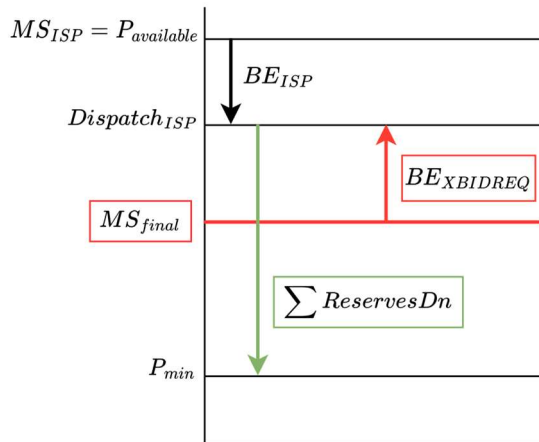 MS_ISP = P_available
BE_ISP
Dispatch_ISP
BE_XBIDREQ
MS_final
∑ ReservesDn
P_min